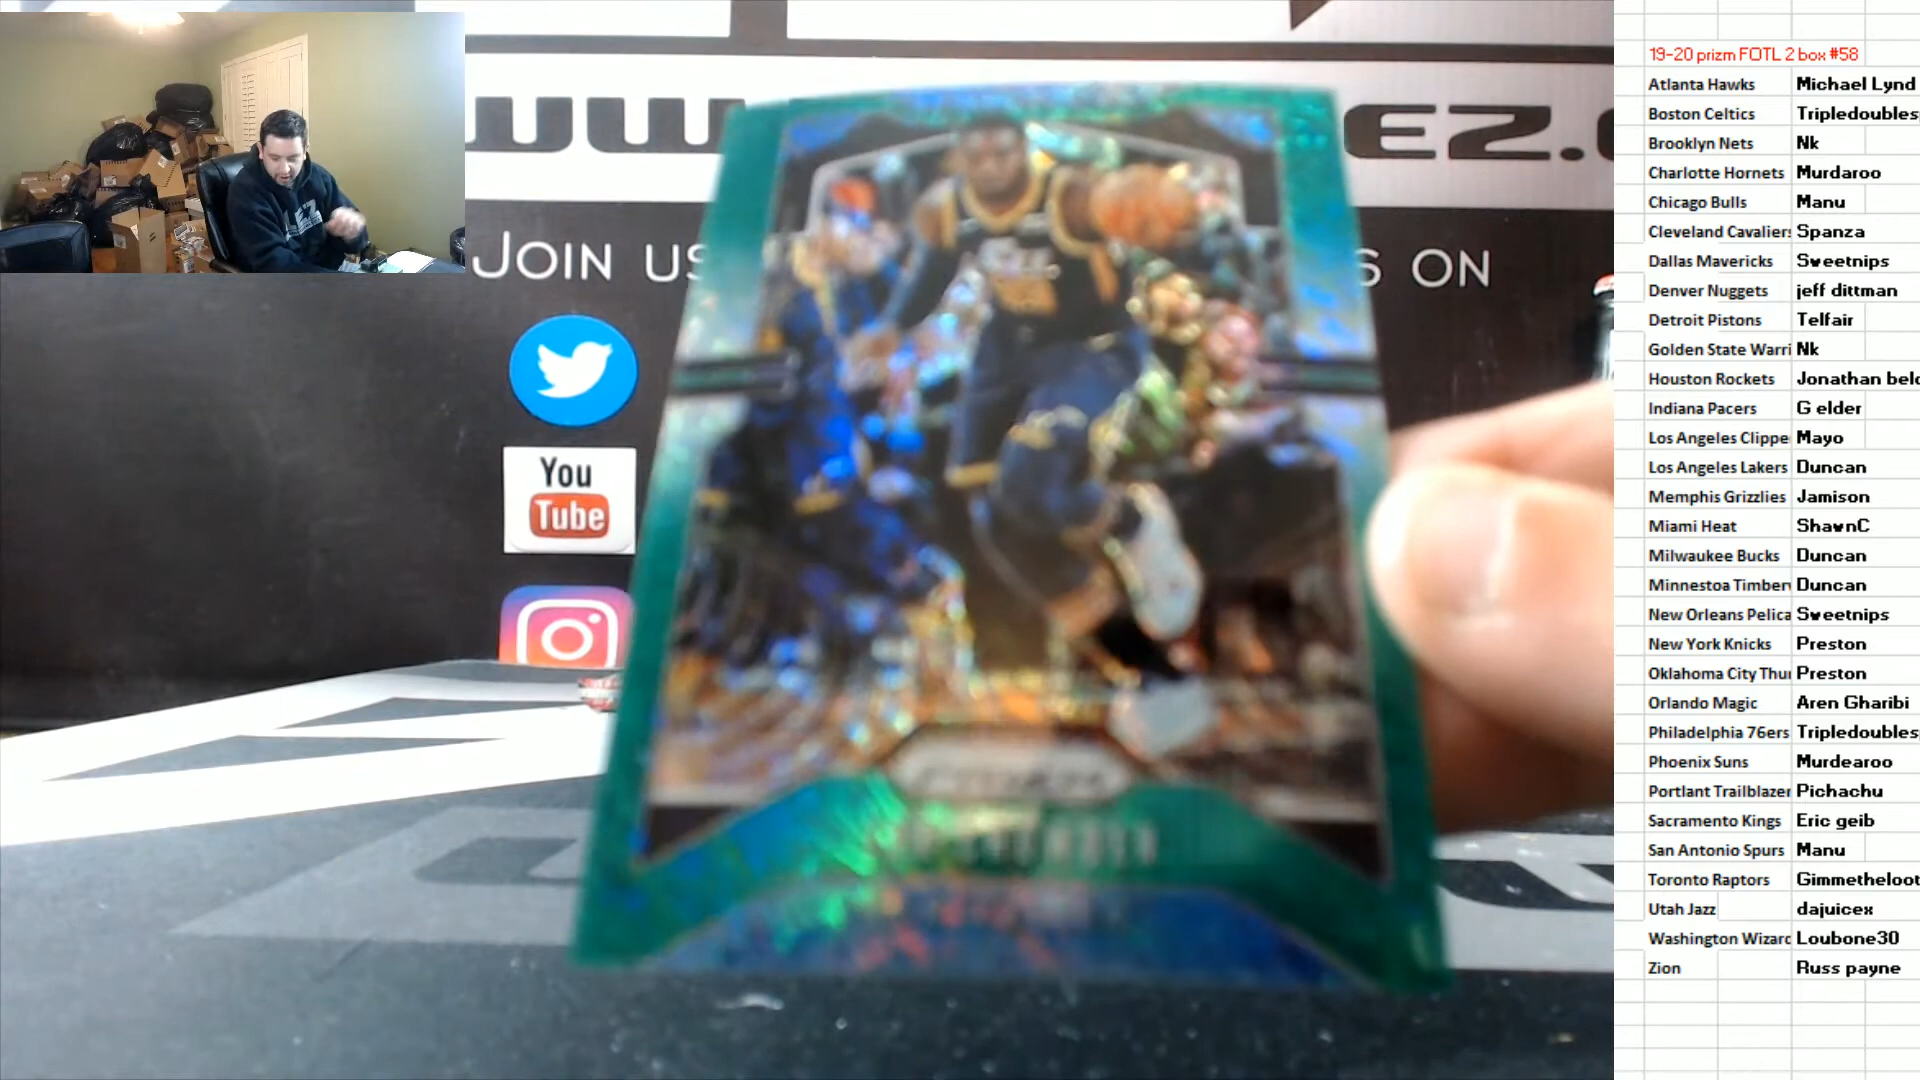 EZ.
JOIN US
S ON
You
Tube
19-20 prizm FOTL 2 box #58
Atlanta Hawks Michael Lynd
Boston Celtics Tripledoubles
Brooklyn Nets Nk
Charlotte Hornets Murdaroo
Chicago Bulls Manu
Cleveland Cavaliers Spanza
Dallas Mavericks Sweetnips
Denver Nuggets jeff dittman
Detroit Pistons Telfair
Golden State Warri Nk
Houston Rockets Jonathan belc
Indiana Pacers G elder
Los Angeles Clippe Mayo
Los Angeles Lakers Duncan
Memphis Grizzlies Jamison
Miami Heat ShawnC
Milwaukee Bucks Duncan
Minnestoa Timberv Duncan
New Orleans Pelica Sweetnips
New York Knicks Preston
Oklahoma City Thu Preston
Orlando Magic Aren Gharibi
Philadelphia 76ers Tripledoubles
Phoenix Suns Murdearoo
Portlant Trailblazer Pichachu
Sacramento Kings Eric geib
San Antonio Spurs Manu
Toronto Raptors Gimmetheloot
Utah Jazz dajuicex
Washington Wizard Loubone30
Zion Russ payne